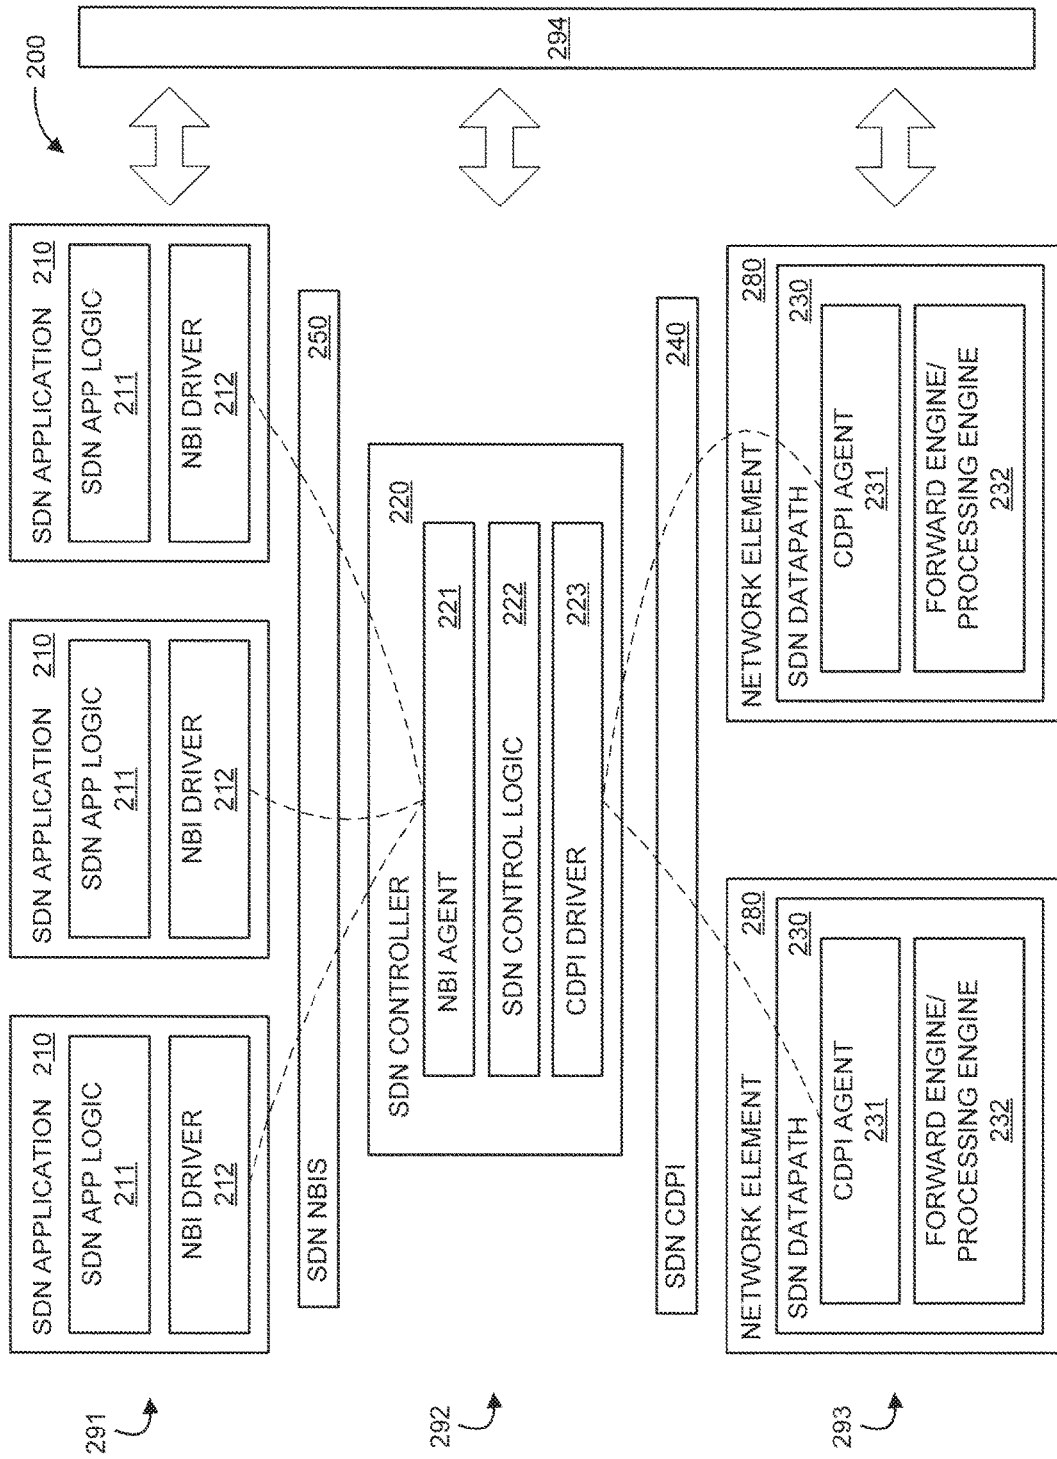 200
291
SDN APPLICATION 210
SDN APP LOGIC
211
NBI DRIVER
212
SDN APPLICATION 210
SDN APP LOGIC
211
NBI DRIVER
212
SDN APPLICATION 210
SDN APP LOGIC
211
NBI DRIVER
212
SDN NBIS 250
292
SDN CONTROLLER 220
NBI AGENT 221
SDN CONTROL LOGIC 222
CDPI DRIVER 223
SDN CDPI 240
293
NETWORK ELEMENT 280
SDN DATAPATH 230
CDPI AGENT
231
FORWARD ENGINE/
PROCESSING ENGINE
232
NETWORK ELEMENT 280
SDN DATAPATH 230
CDPI AGENT
231
FORWARD ENGINE/
PROCESSING ENGINE
232
294